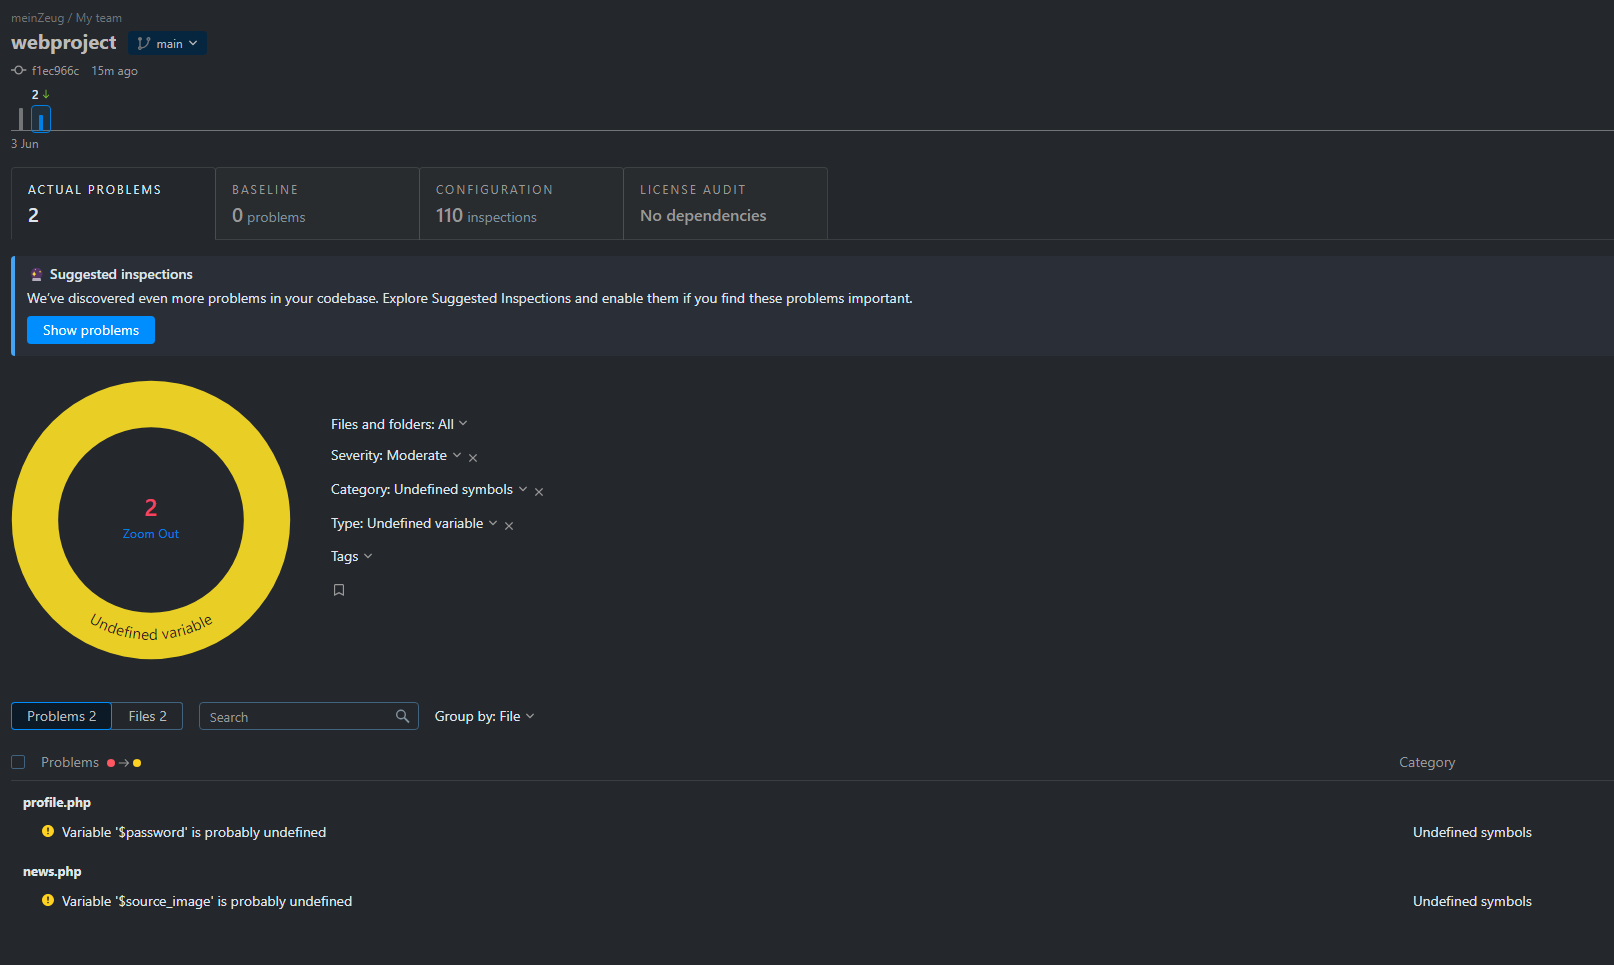 meinZeug / My team
webproject main
f1ec966c 15m ago
2
3 Jun
ACTUAL PROBLEMS
2
BASELINE
0 problems
CONFIGURATION
110 inspections
LICENSE AUDIT
No dependencies
Suggested inspections
We've discovered even more problems in your codebase. Explore Suggested Inspections and enable them if you find these problems important.
Show problems
2
Zoom Out
Undefined variable
Files and folders: All
Severity: Moderate
Category: Undefined symbols
Type: Undefined variable
Tags
Problems 2 Files 2 Search Group by: File
Problems Category
profile.php
Variable '$password' is probably undefined Undefined symbols
news.php
Variable '$source_image' is probably undefined Undefined symbols